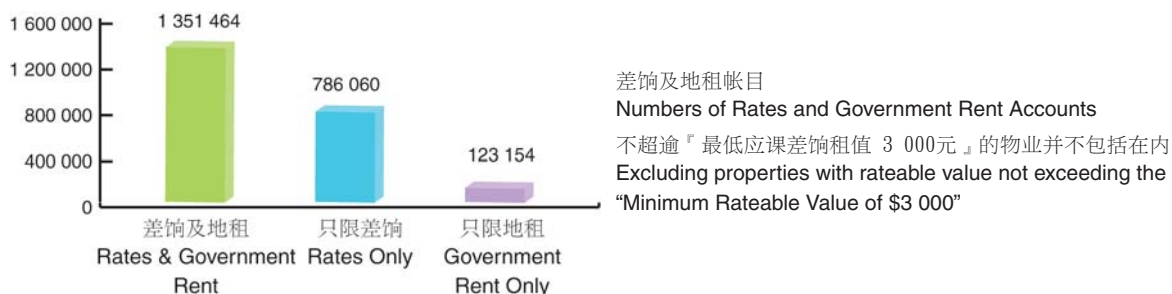 1 600 000
1 351 464
1 200 000
786 060
800 000
400 000
123 154
0
差饷及地租
只限差饷
只限地租
Rates & Government
Rent
Rates Only
Government
Rent Only
差饷及地租帐目
Numbers of Rates and Government Rent Accounts
不超逾『最低应课差饷租值 3 000元』的物业并不包括在内
Excluding properties with rateable value not exceeding the
“Minimum Rateable Value of $3 000”